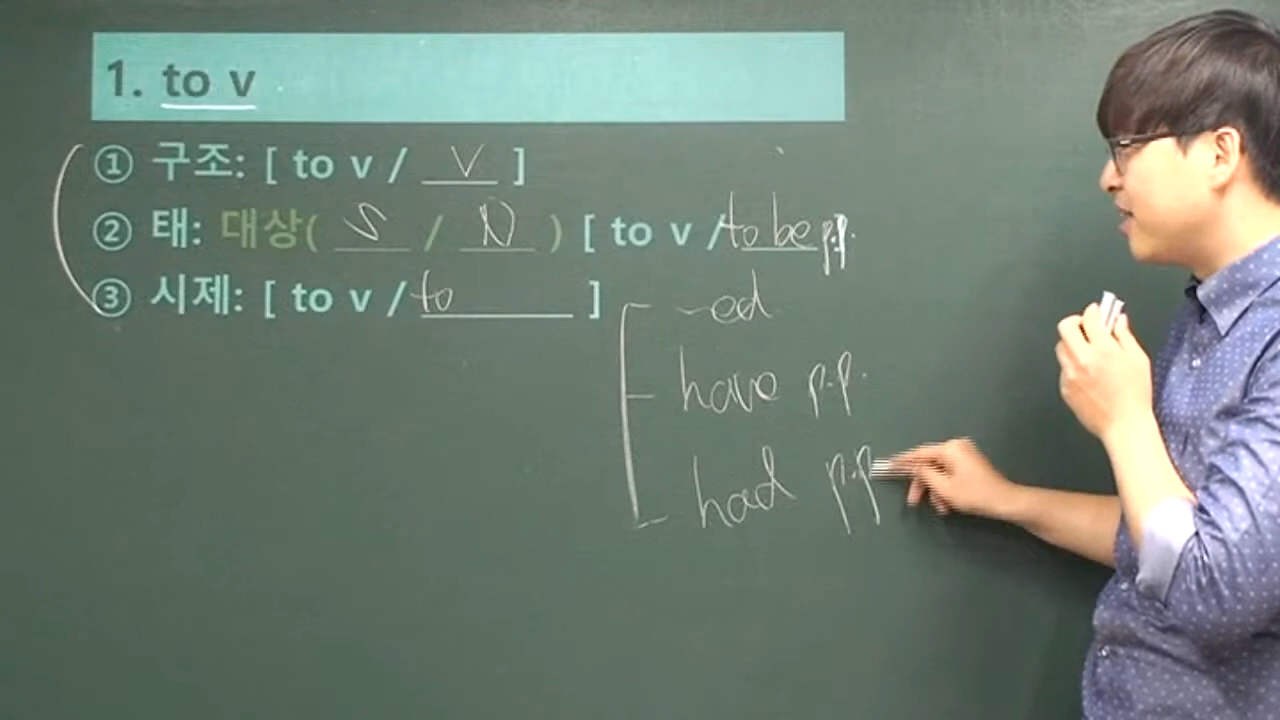 1. to v
① 구조: [ to v / V ]
② 태: 대상( S / N ) [ to v / to be p.p.
③ 시제: [ to v / to ]
~ed
have p.p.
had p.p